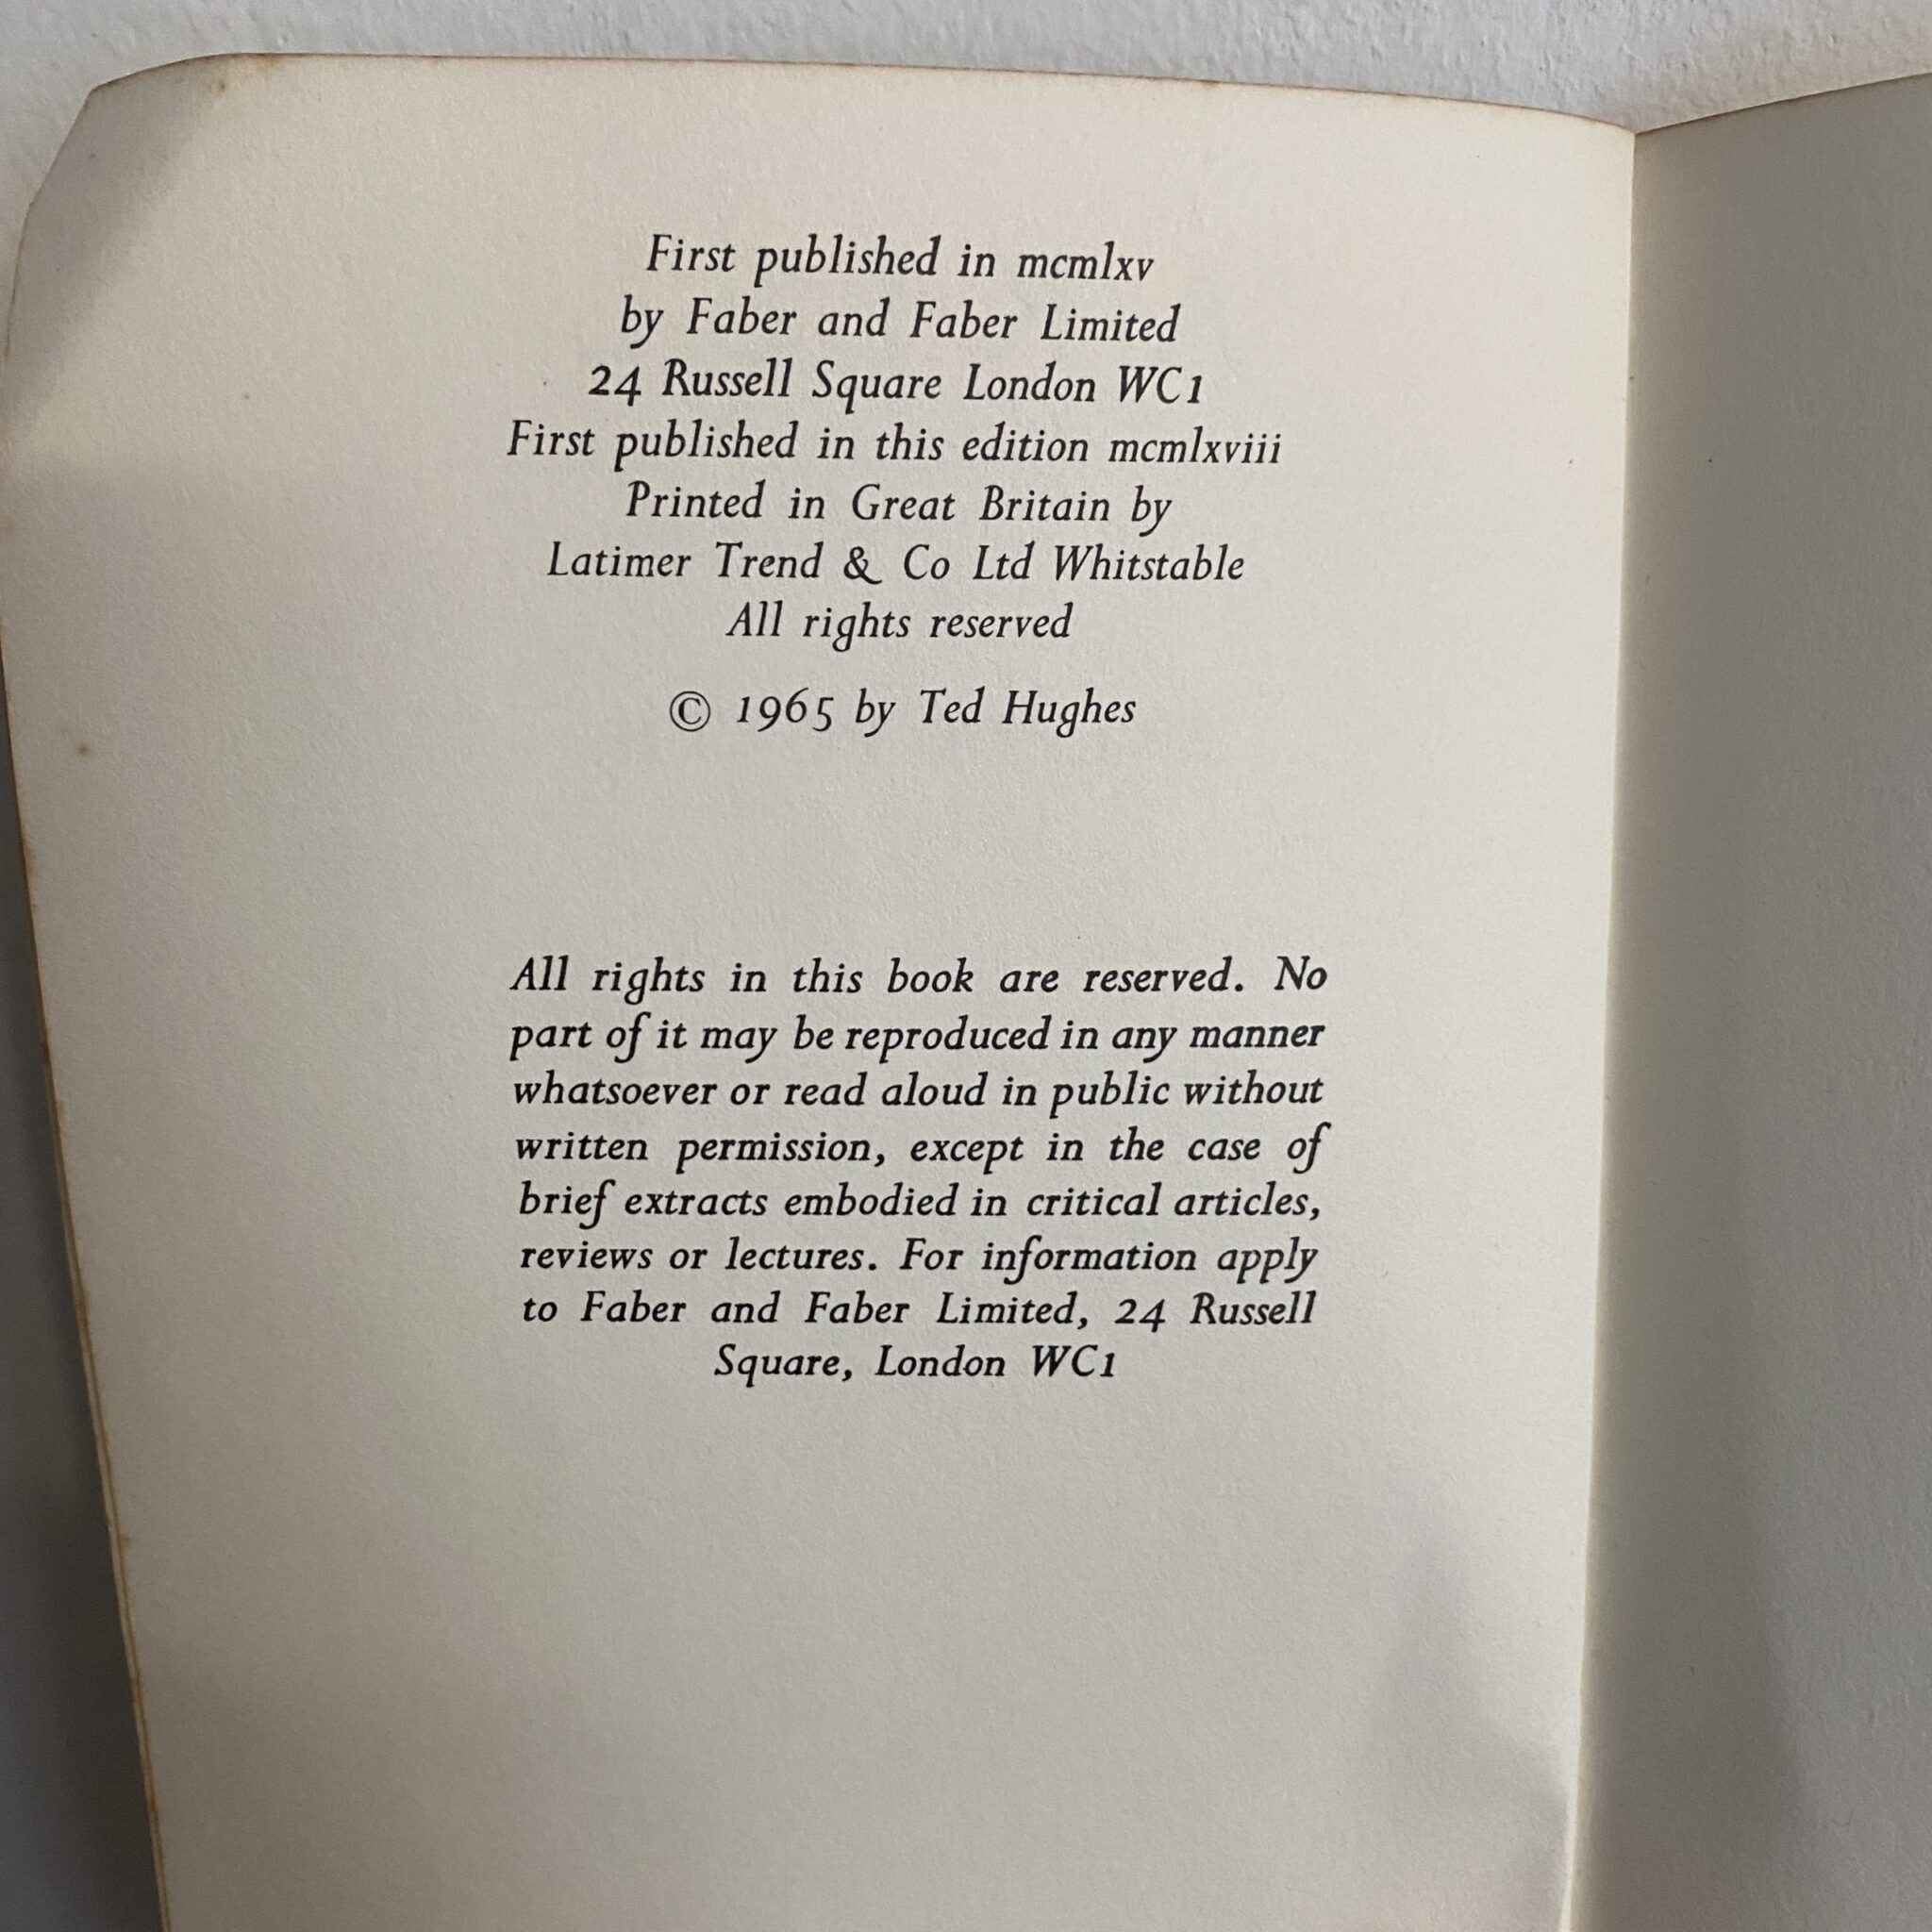 First published in mcmlxv
by Faber and Faber Limited
24 Russell Square London WC1
First published in this edition mcmlxviii
Printed in Great Britain by
Latimer Trend & Co Ltd Whitstable
All rights reserved
© 1965 by Ted Hughes
All rights in this book are reserved. No
part of it may be reproduced in any manner
whatsoever or read aloud in public without
written permission, except in the case of
brief extracts embodied in critical articles,
reviews or lectures. For information apply
to Faber and Faber Limited, 24 Russell
Square, London WC1